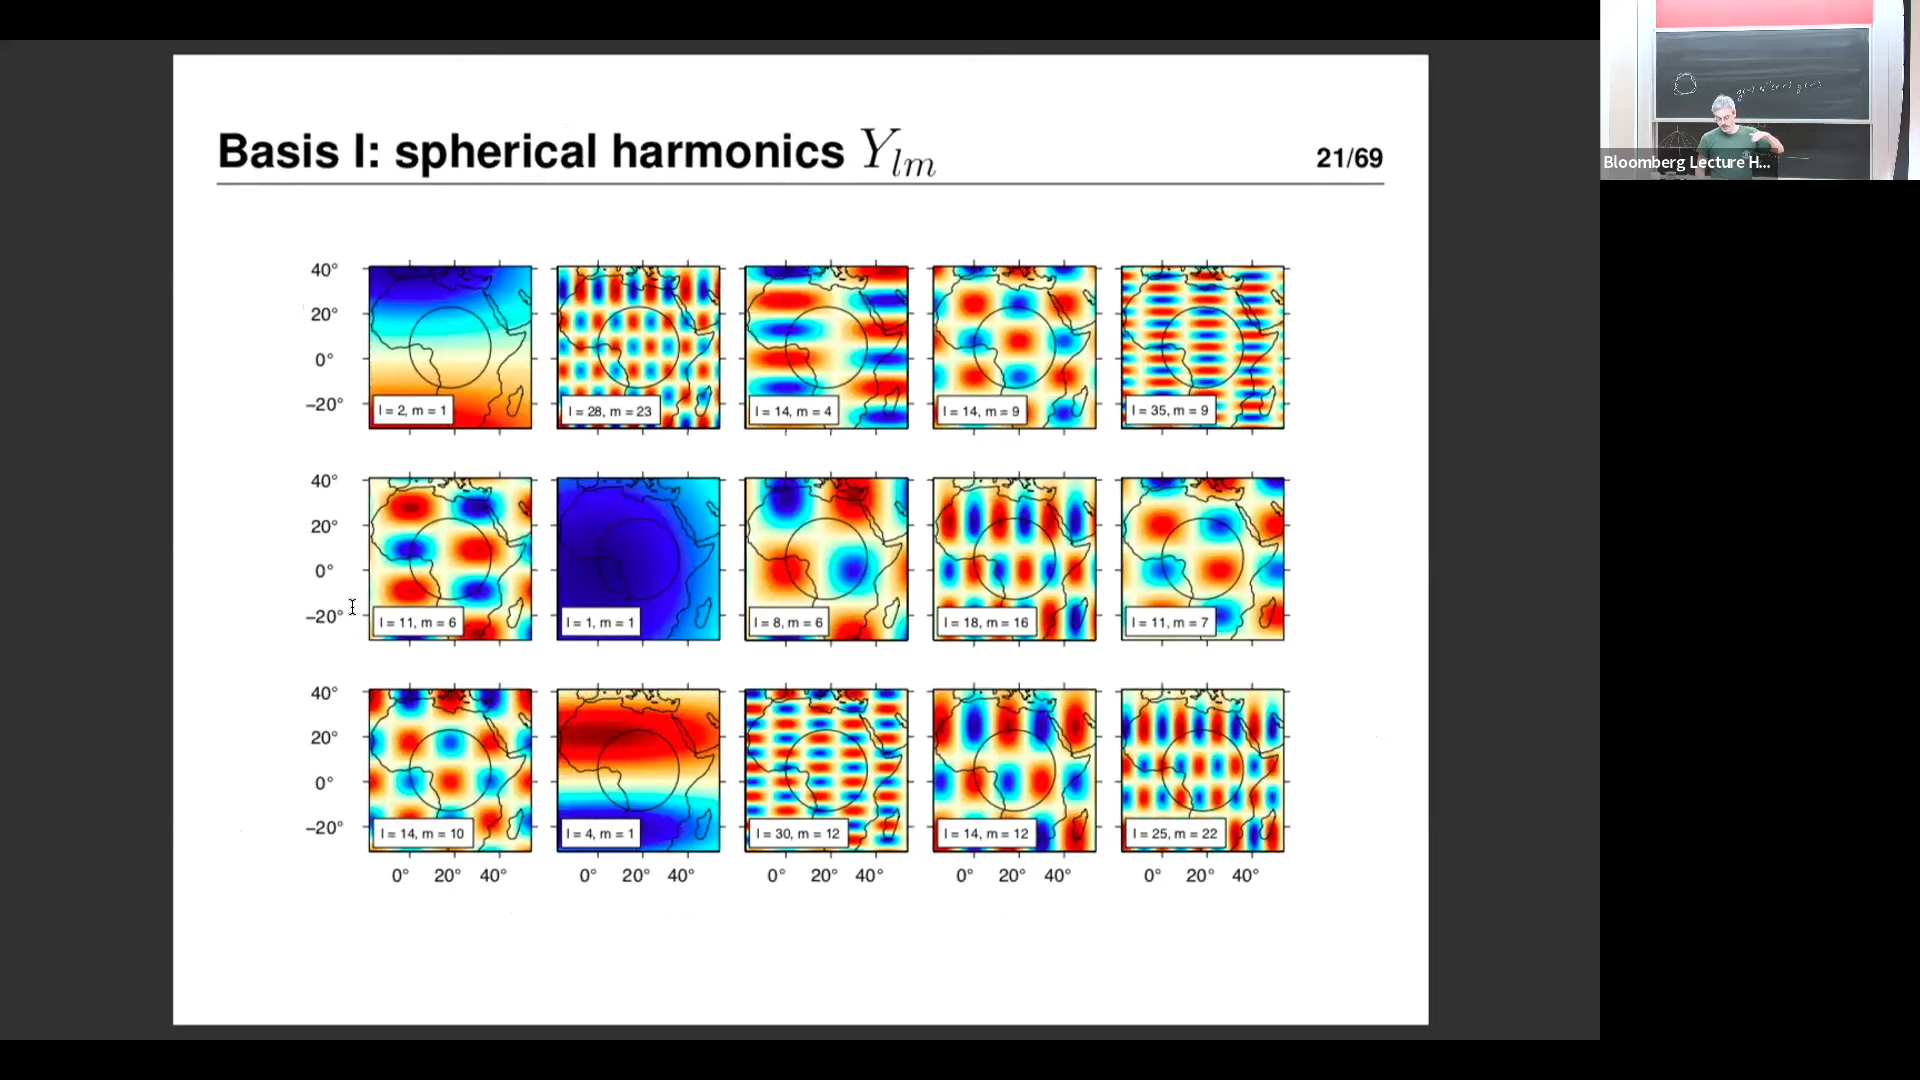 Basis I: spherical harmonics Y_{lm}
21/69
Bloomberg Lecture H...
40°
20°
0°
−20°
l = 2, m = 1
l = 28, m = 23
l = 14, m = 4
l = 14, m = 9
l = 35, m = 9
40°
20°
0°
−20°
l = 11, m = 6
l = 1, m = 1
l = 8, m = 6
l = 18, m = 16
l = 11, m = 7
40°
20°
0°
−20°
l = 14, m = 10
l = 4, m = 1
l = 30, m = 12
l = 14, m = 12
l = 25, m = 22
0° 20° 40° 0° 20° 40° 0° 20° 40° 0° 20° 40° 0° 20° 40°